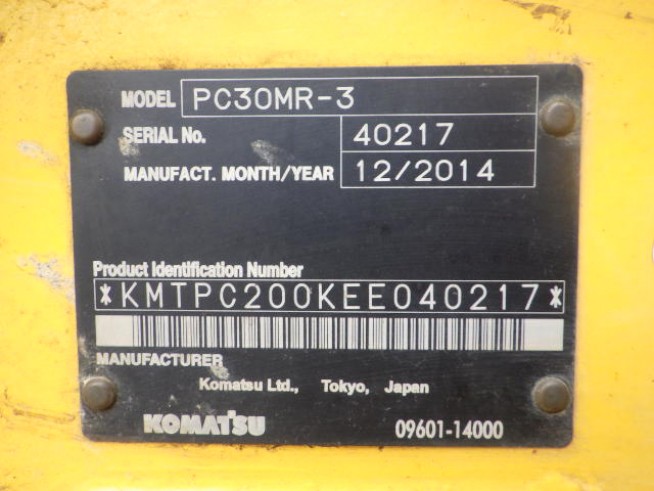 MODEL PC30MR-3
SERIAL No. 40217
MANUFACT. MONTH/YEAR 12/2014
Product Identification Number
*KMTPC200KEE040217*
MANUFACTURER
Komatsu Ltd., Tokyo, Japan
KOMATSU 09601-14000